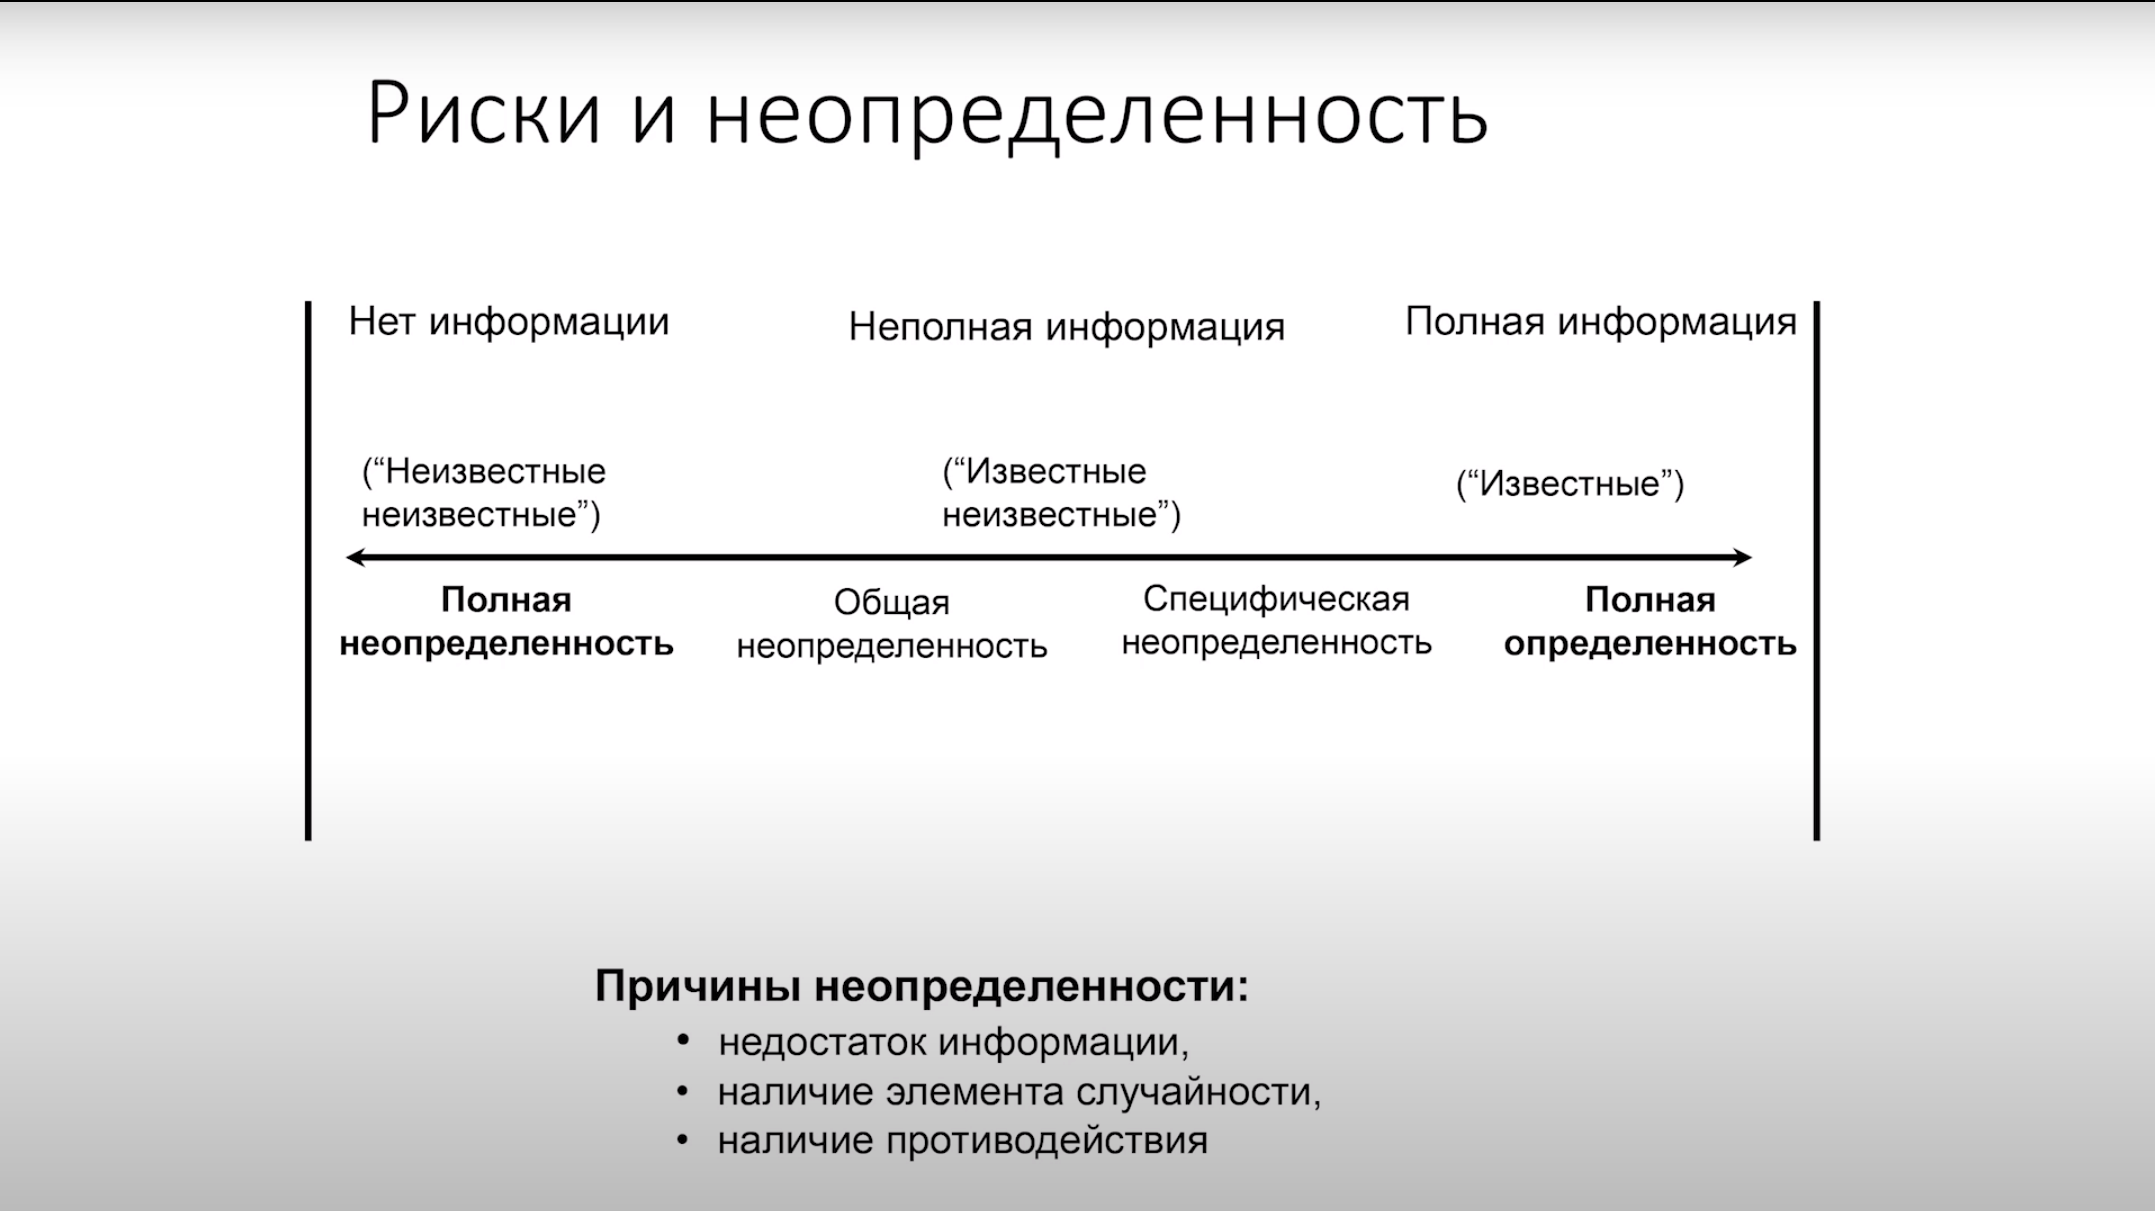 Риски и неопределенность
Нет информации
Неполная информация
Полная информация
(“Неизвестные
неизвестные”)
(“Известные
неизвестные”)
(“Известные”)
Полная
неопределенность
Общая
неопределенность
Специфическая
неопределенность
Полная
определенность
Причины неопределенности:
• недостаток информации,
• наличие элемента случайности,
• наличие противодействия